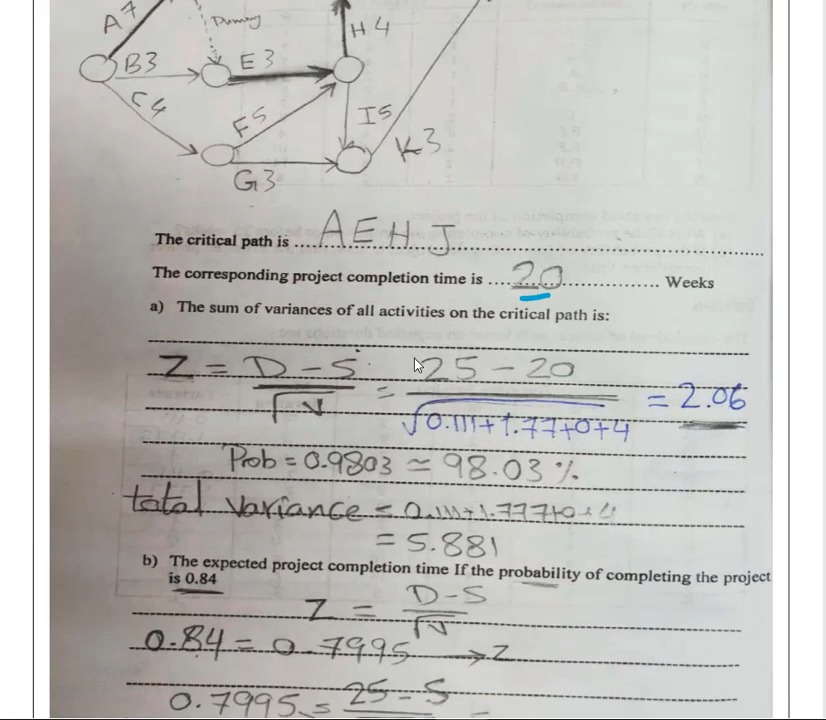 A7
Dummy
H 4
B3
E 3
C4
F5
I5
K3
G3
The critical path is ... A E H J
The corresponding project completion time is .... 20 ................ Weeks
a) The sum of variances of all activities on the critical path is:
Z = D - S / √V = 25 - 20 / √0.111+1.77+0+4 = 2.06
Prob = 0.9803 ≃ 98.03 %
total variance = 0.111+1.777+0+4
= 5.881
b) The expected project completion time If the probability of completing the project
is 0.84
Z = D-S / √V
0.84 = 0.7995 → Z
0.7995 = 25 - S